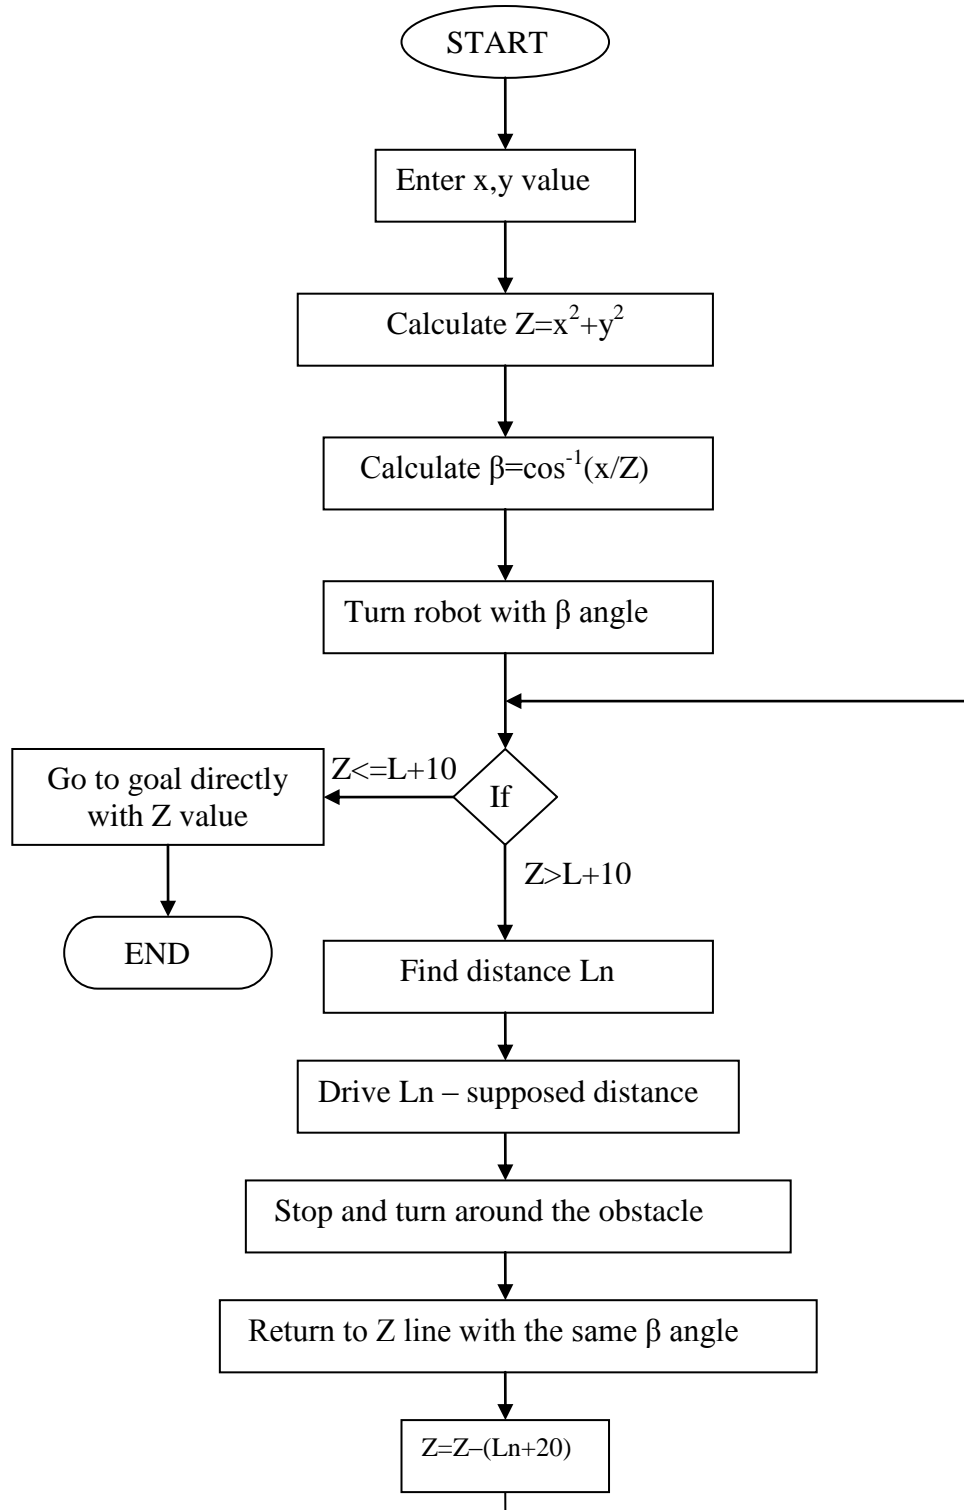 START
Enter x,y value
Calculate Z=x²+y²
Calculate β=cos⁻¹(x/Z)
Turn robot with β angle
Go to goal directly
with Z value
Z<=L+10
If
Z>L+10
END
Find distance Ln
Drive Ln – supposed distance
Stop and turn around the obstacle
Return to Z line with the same β angle
Z=Z–(Ln+20)